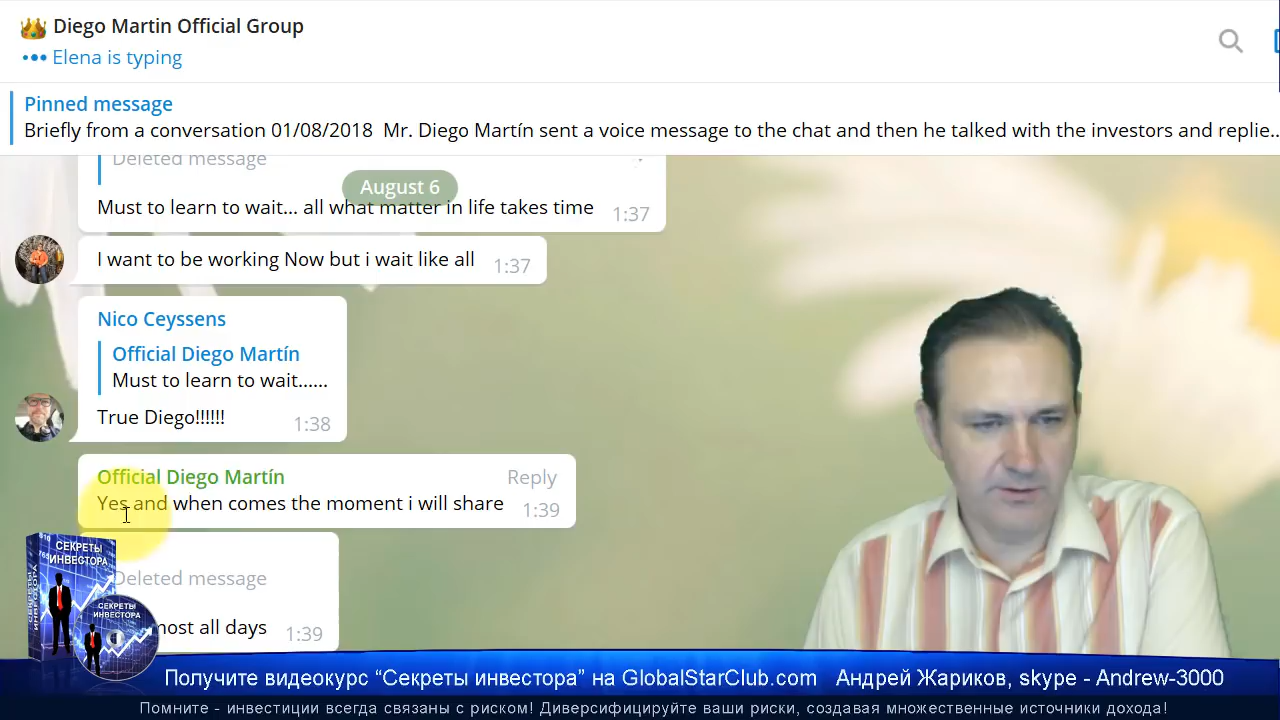 Diego Martin Official Group
Elena is typing
Pinned message
Briefly from a conversation 01/08/2018 Mr. Diego Martín sent a voice message to the chat and then he talked with the investors and replie..
Deleted message
August 6
Must to learn to wait... all what matter in life takes time 1:37
I want to be working Now but i wait like all 1:37
Nico Ceyssens
Official Diego Martín
Must to learn to wait......
True Diego!!!!!! 1:38
Official Diego Martín Reply
Yes and when comes the moment i will share 1:39
СЕКРЕТЫ
ИНВЕСТОРА
Deleted message
СЕКРЕТЫ
ИНВЕСТОРА
all days 1:39
Получите видеокурс “Секреты инвестора” на GlobalStarClub.com Андрей Жариков, skype - Andrew-3000
Помните - инвестиции всегда связаны с риском! Диверсифицируйте ваши риски, создавая множественные источники дохода!